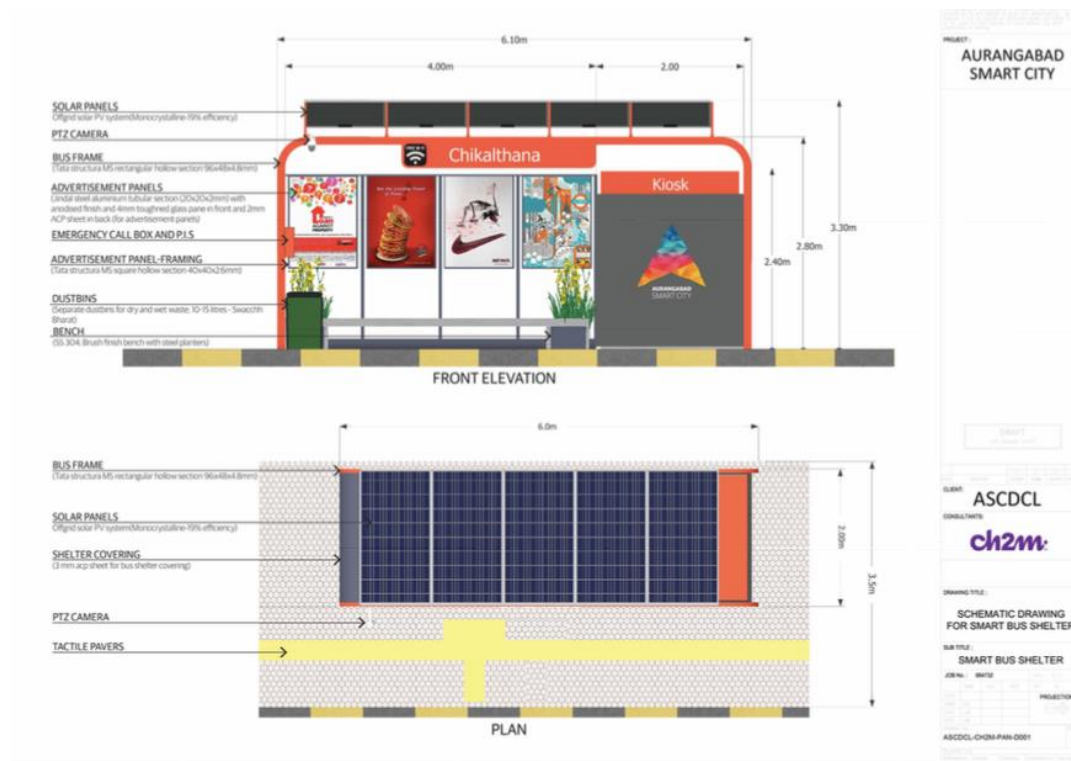 6.10m
4.00m
2.00
SOLAR PANELS
Offgrid solar PV system(Monocrystalline-19% efficiency)
PTZ CAMERA
BUS FRAME
(Tata structura MS rectangular hollow section 96x48x4.8mm)
ADVERTISEMENT PANELS
(Jindal steel aluminium tubular section (20x20x2mm) with
anodised finish and 4mm toughned glass pane in front and 2mm
ACP sheet in back (for advertisement panels)
EMERGENCY CALL BOX AND P.I.S
ADVERTISEMENT PANEL-FRAMING
(Tata structura MS square hollow section 40x40x2.6mm)
DUSTBINS
(Separate dustbins for dry and wet waste; 10-15 litres - Swacchh
Bharat)
BENCH
(SS 304; Brush finish bench with steel planters)
Chikalthana
Kiosk
AURANGABAD
SMART CITY
2.40m
2.80m
3.30m
FRONT ELEVATION
6.0m
BUS FRAME
(Tata structura MS rectangular hollow section 96x48x4.8mm)
SOLAR PANELS
Offgrid solar PV system(Monocrystalline-19% efficiency)
SHELTER COVERING
(3 mm acp sheet for bus shelter covering)
PTZ CAMERA
TACTILE PAVERS
2.00m
3.5m
PLAN
PROJECT :
AURANGABAD
SMART CITY
DRAFT
CLIENT:
ASCDCL
CONSULTANTS:
ch2m:
DRAWING TITLE :
SCHEMATIC DRAWING
FOR SMART BUS SHELTER
SUB TITLE :
SMART BUS SHELTER
JOB No. :
PROJECTION
ASCDCL-CH2M-PAN-D001